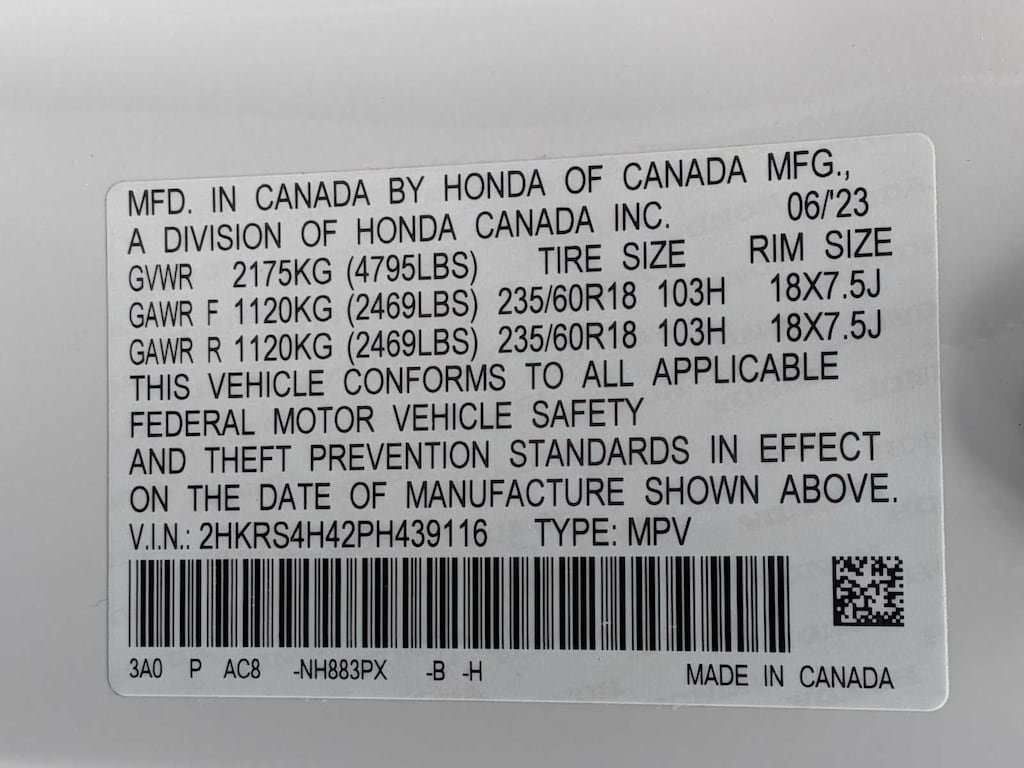 MFD. IN CANADA BY HONDA OF CANADA MFG.,
A DIVISION OF HONDA CANADA INC. 06/'23
GVWR 2175KG (4795LBS) TIRE SIZE RIM SIZE
GAWR F 1120KG (2469LBS) 235/60R18 103H 18X7.5J
GAWR R 1120KG (2469LBS) 235/60R18 103H 18X7.5J
THIS VEHICLE CONFORMS TO ALL APPLICABLE
FEDERAL MOTOR VEHICLE SAFETY
AND THEFT PREVENTION STANDARDS IN EFFECT
ON THE DATE OF MANUFACTURE SHOWN ABOVE.
V.I.N.: 2HKRS4H42PH439116 TYPE: MPV
3A0 P AC8 -NH883PX -B -H MADE IN CANADA